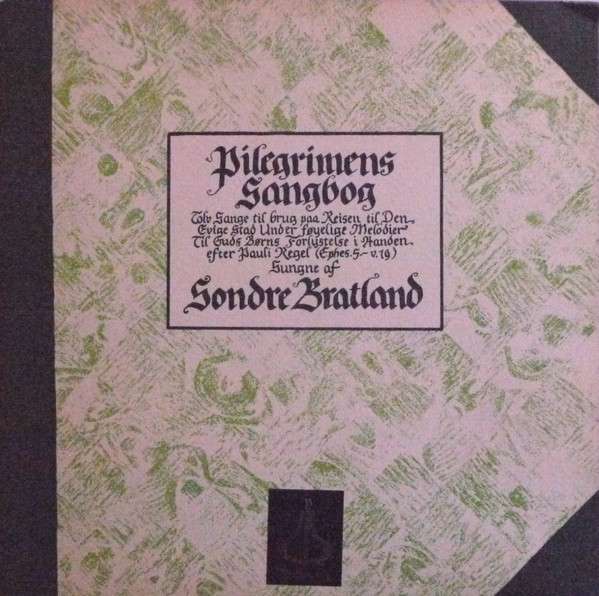 Pilegrimens
Sangbog
Tolv Sange til brug paa Reisen til Den
Evige Stad Under føyelige Melodier
Til Guds Børns Forlystelse i Aanden
efter Pauli Regel (Ephes. 5.– v. 19)
Sungne af
Sondre Bratland